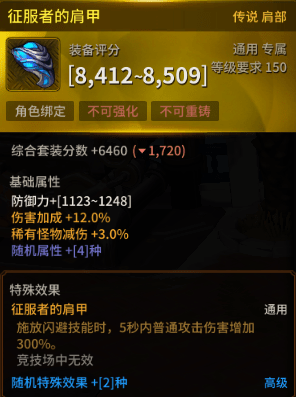 征服者的肩甲 传说 肩部
装备评分 通用 专属
[8,412~8,509] 等级要求 150
角色绑定 不可强化 不可重铸
综合套装分数 +6460 (▼1,720)
基础属性
防御力+[1123~1248]
伤害加成 +12.0%
稀有怪物减伤 +3.0%
随机属性 +[4]种
特殊效果
征服者的肩甲 通用
施放闪避技能时，5秒内普通攻击伤害增加
300%。
竞技场中无效
随机特殊效果 +[2]种 高级